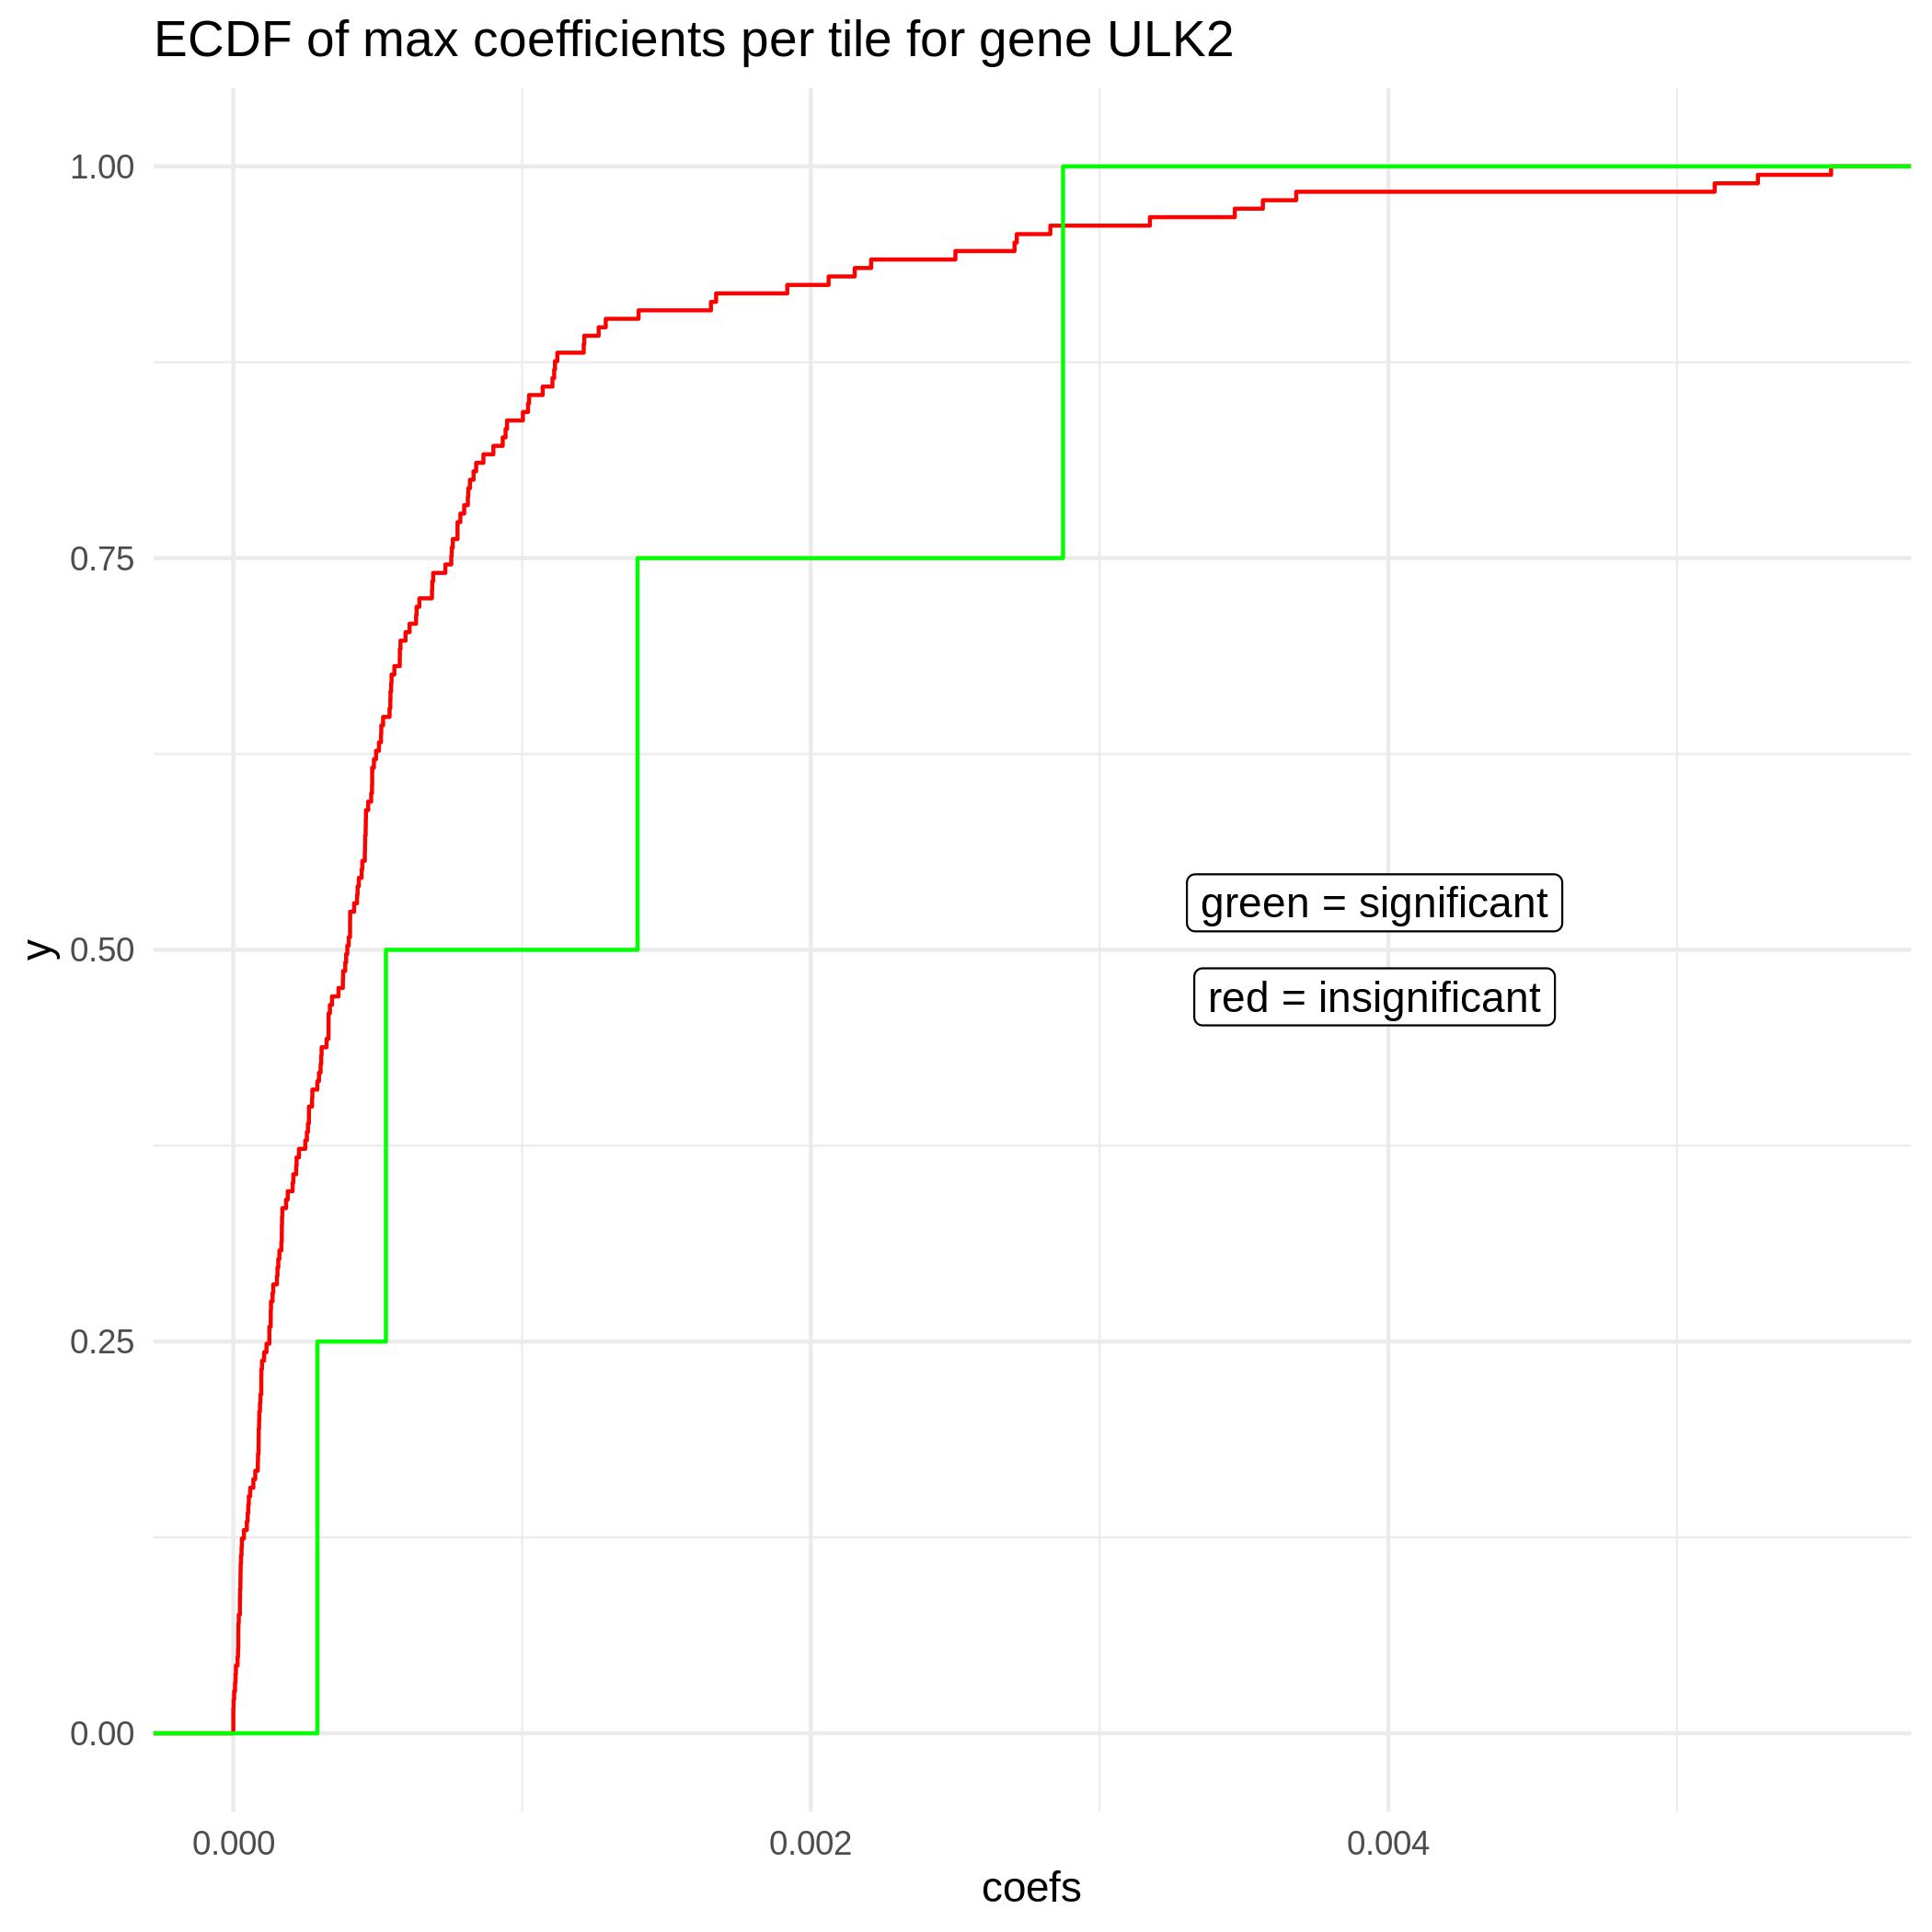 ECDF of max coefficients per tile for gene ULK2
1.00
0.75
0.50
0.25
0.00
y
green = significant
red = insignificant
0.000 0.002 0.004
coefs